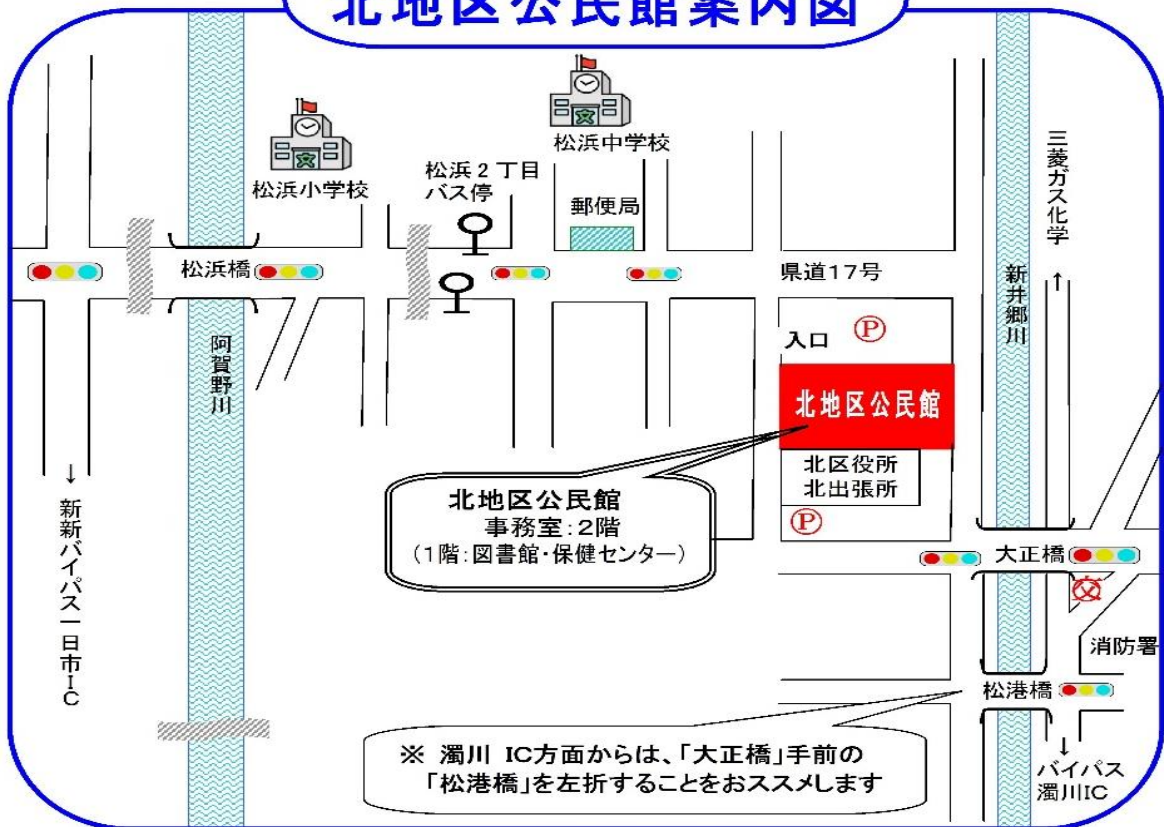 北地区公民館案内図
松浜中学校
松浜小学校
松浜2丁目
バス停
郵便局
三菱ガス化学
↑
松浜橋
県道17号
新井郷川
阿賀野川
入口
P
北地区公民館
北区役所
北出張所
P
北地区公民館
事務室:2階
(1階:図書館・保健センター)
↓
新新バイパス一日市IC
大正橋
交
消防署
松港橋
※ 濁川 IC方面からは、「大正橋」手前の
「松港橋」を左折することをおススメします
↓
バイパス
濁川IC